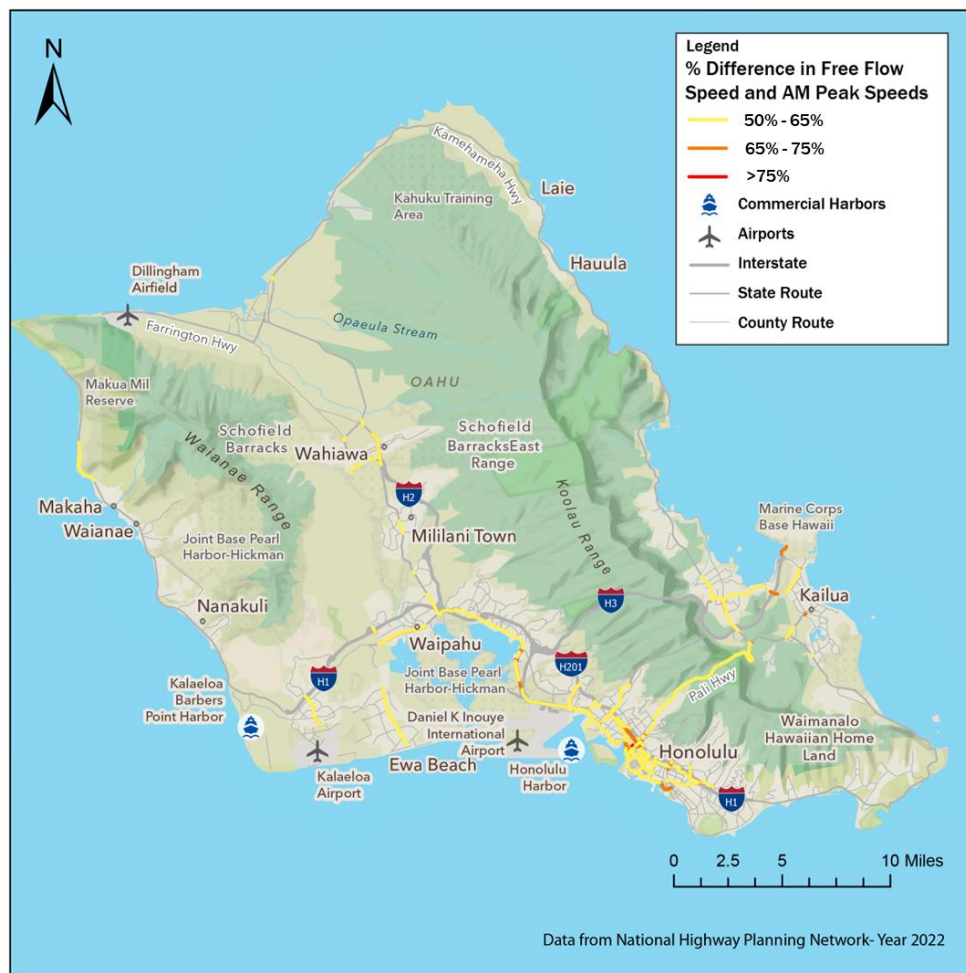 N
Legend
% Difference in Free Flow
Speed and AM Peak Speeds
50% - 65%
65% - 75%
>75%
Commercial Harbors
Airports
Interstate
State Route
County Route
Kamehameha Hwy
Laie
Kahuku Training
Area
Hauula
Dillingham
Airfield
Farrington Hwy
Opaeula Stream
OAHU
Makua Mil
Reserve
Schofield
Barracks
Wahiawa
Schofield
BarracksEast
Range
Waianae Range
Koolau Range
H2
Makaha
Waianae
Mililani Town
Joint Base Pearl
Harbor-Hickman
Marine Corps
Base Hawaii
Nanakuli
H3
Kailua
Waipahu
H1
Joint Base Pearl
Harbor-Hickman
H201
Pali Hwy
Kalaeloa
Barbers
Point Harbor
Daniel K Inouye
International
Airport
Waimanalo
Hawaiian Home
Land
Kalaeloa
Airport
Ewa Beach
Honolulu
Harbor
Honolulu
H1
0 2.5 5 10 Miles
Data from National Highway Planning Network- Year 2022